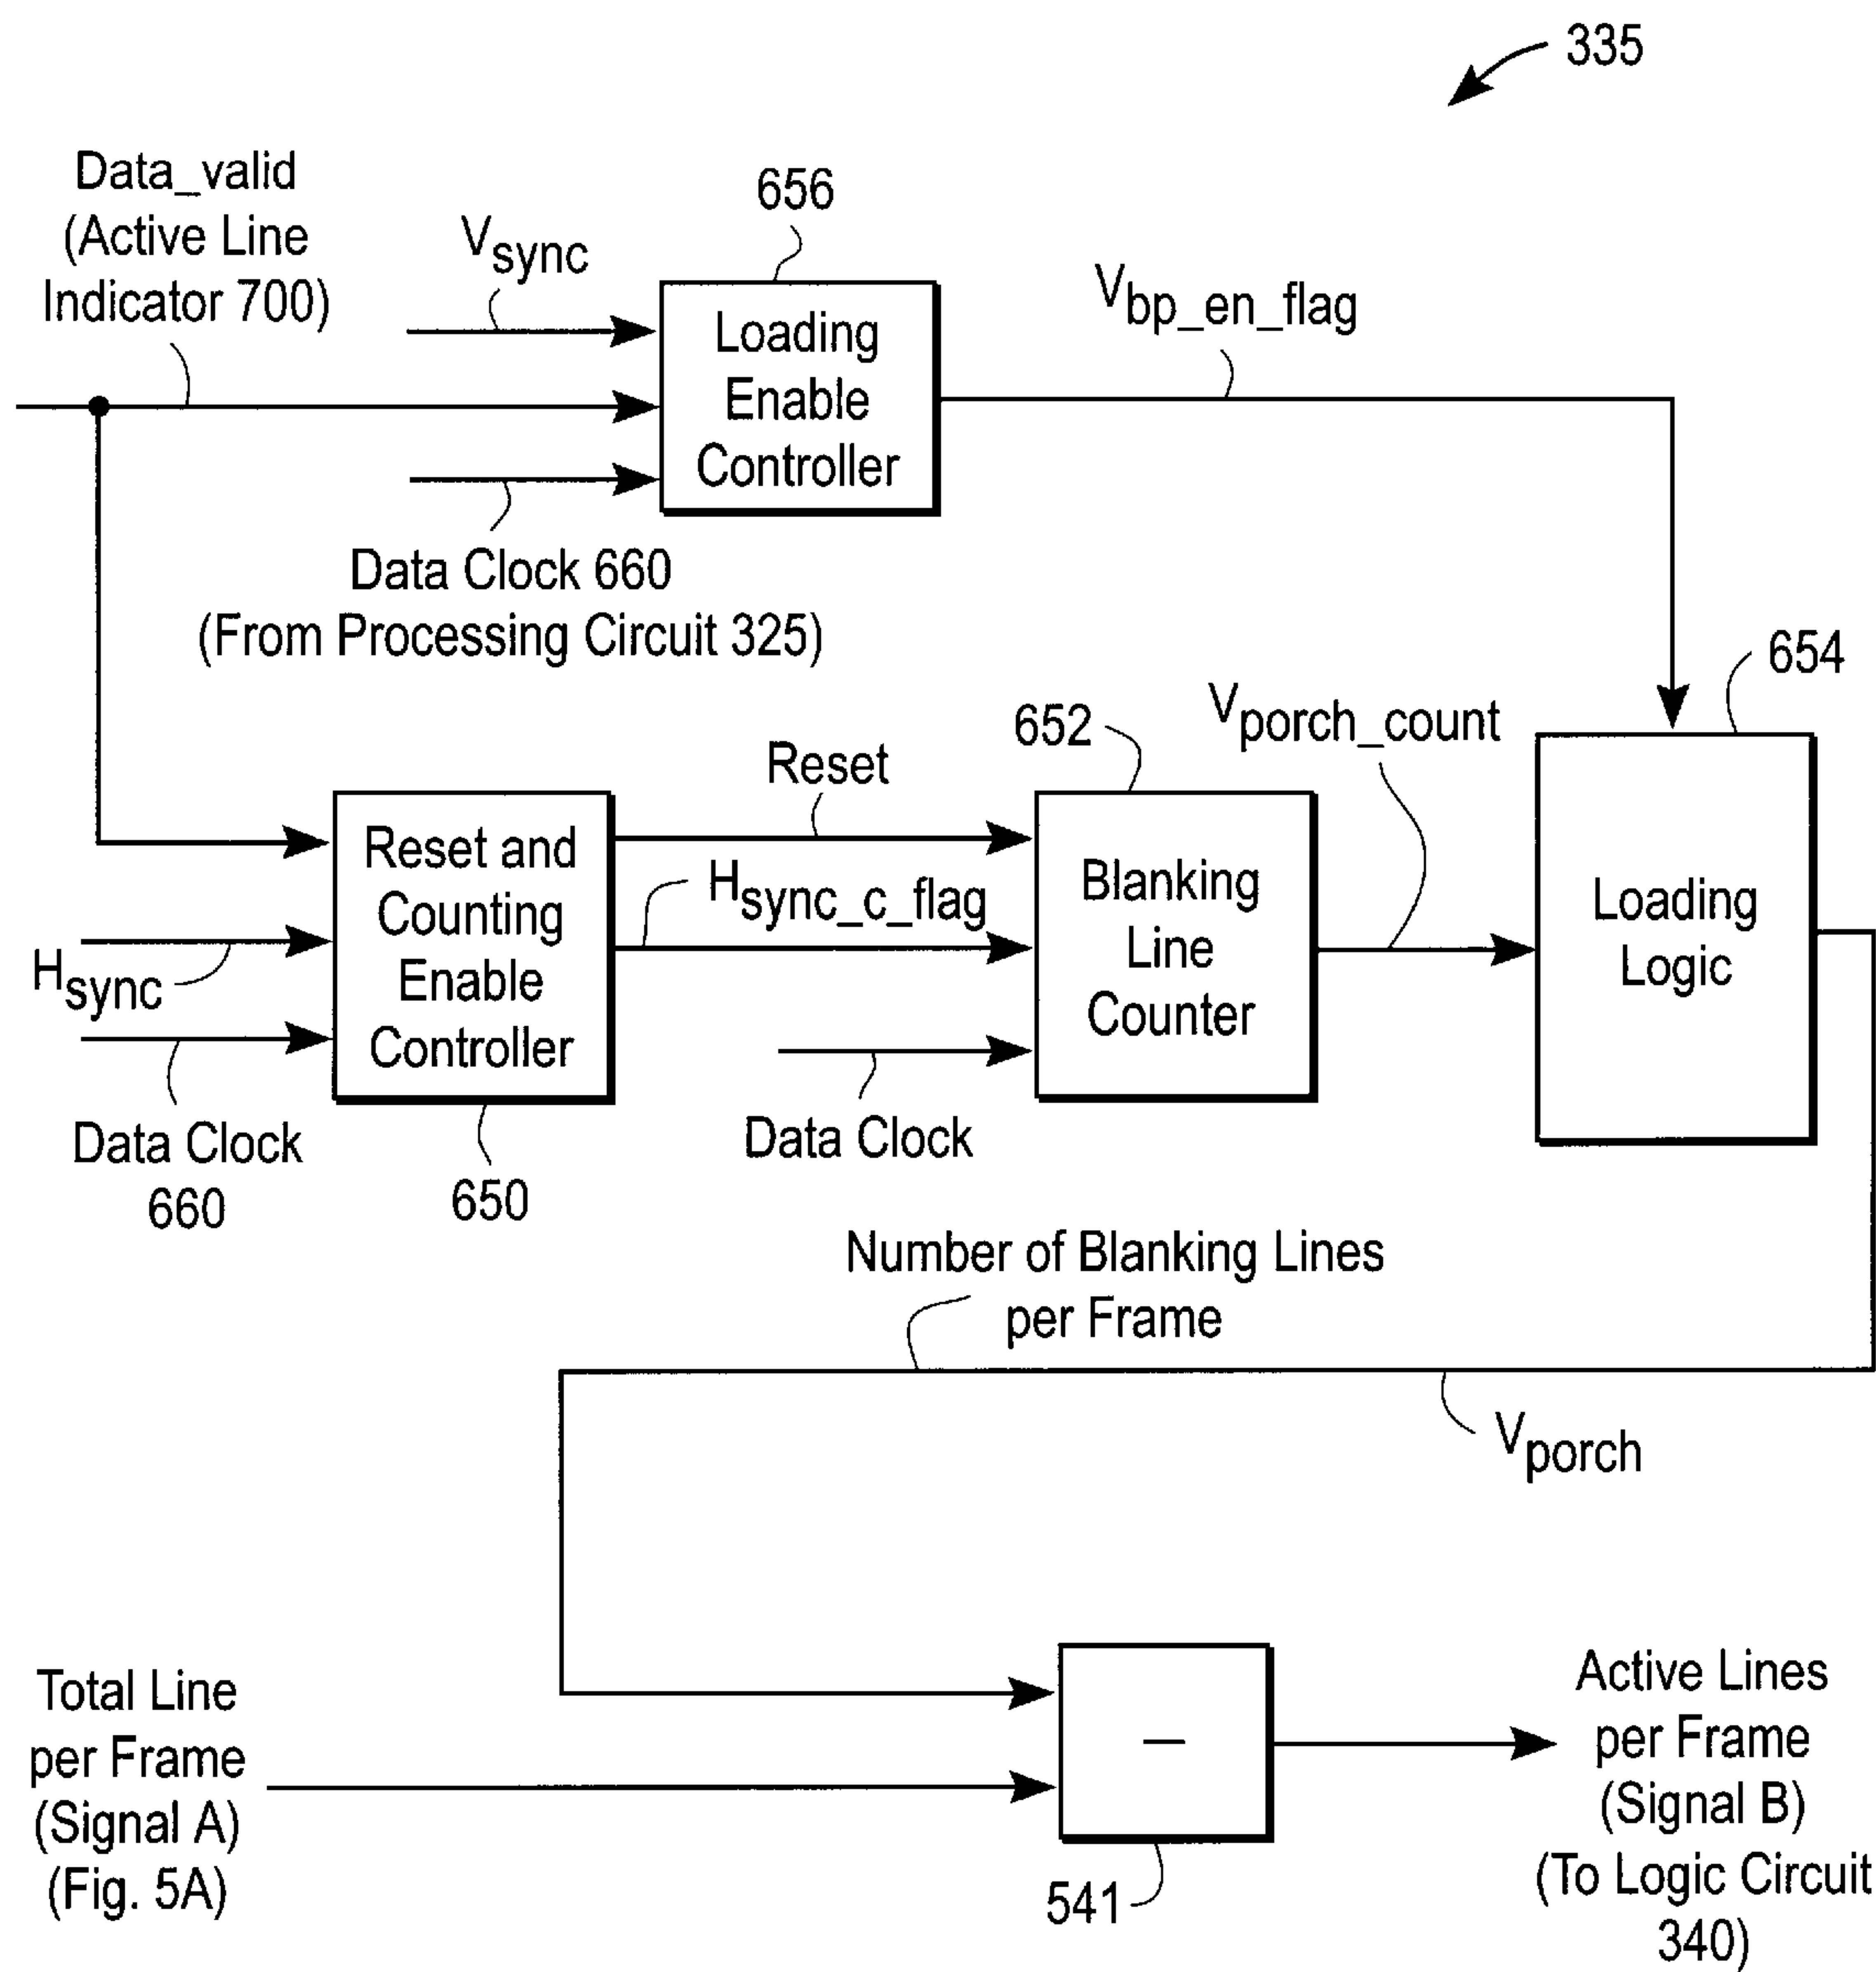 335
Data_valid
(Active Line
Indicator 700)
Vsync
656
Loading
Enable
Controller
Vbp_en_flag
Data Clock 660
(From Processing Circuit 325)
654
652
Vporch_count
Reset
Reset and
Counting
Enable
Controller
Hsync_c_flag
Blanking
Line
Counter
Loading
Logic
Hsync
Data Clock
660
650
Data Clock
Number of Blanking Lines
per Frame
Vporch
Total Line
per Frame
(Signal A)
(Fig. 5A)
—
541
Active Lines
per Frame
(Signal B)
(To Logic Circuit
340)